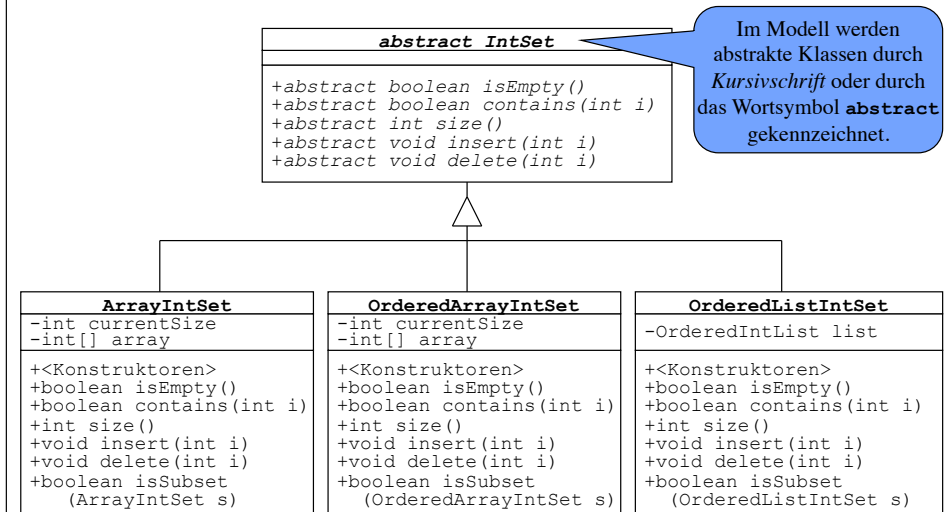 abstract IntSet
+abstract boolean isEmpty()
+abstract boolean contains(int i)
+abstract int size()
+abstract void insert(int i)
+abstract void delete(int i)
Im Modell werden
abstrakte Klassen durch
Kursivschrift oder durch
das Wortsymbol abstract
gekennzeichnet.
ArrayIntSet
-int currentSize
-int[] array
+<Konstruktoren>
+boolean isEmpty()
+boolean contains(int i)
+int size()
+void insert(int i)
+void delete(int i)
+boolean isSubset
(ArrayIntSet s)
OrderedArrayIntSet
-int currentSize
-int[] array
+<Konstruktoren>
+boolean isEmpty()
+boolean contains(int i)
+int size()
+void insert(int i)
+void delete(int i)
+boolean isSubset
(OrderedArrayIntSet s)
OrderedListIntSet
-OrderedIntList list
+<Konstruktoren>
+boolean isEmpty()
+boolean contains(int i)
+int size()
+void insert(int i)
+void delete(int i)
+boolean isSubset
(OrderedListIntSet s)